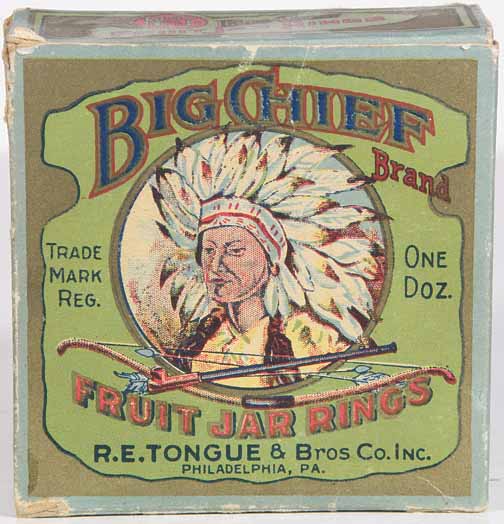 BIG CHIEF
Brand
TRADE
MARK
REG.
ONE
DOZ.
FRUIT JAR RINGS
R.E. TONGUE & Bros Co. Inc.
PHILADELPHIA, PA.